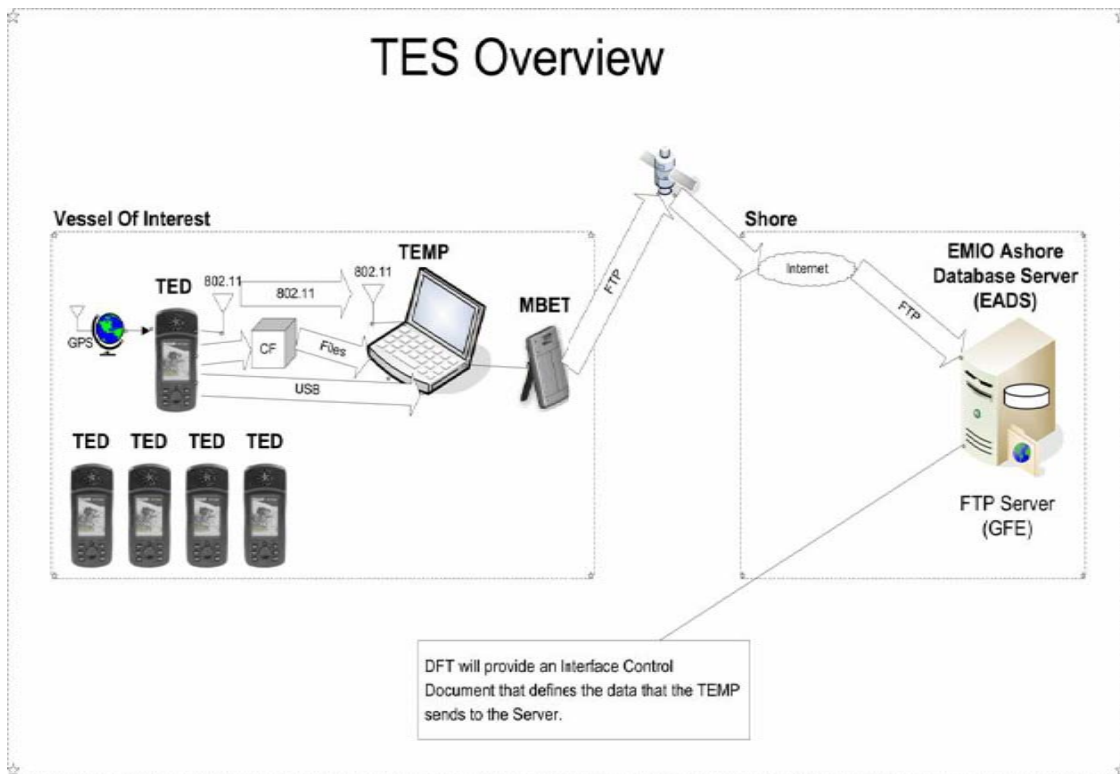 TES Overview
Vessel Of Interest
Shore
TED
802.11
802.11
802.11
TEMP
GPS
CF
Files
USB
MBET
FTP
Internet
FTP
EMIO Ashore
Database Server
(EADS)
TED TED TED TED
FTP Server
(GFE)
DFT will provide an Interface Control
Document that defines the data that the TEMP
sends to the Server.